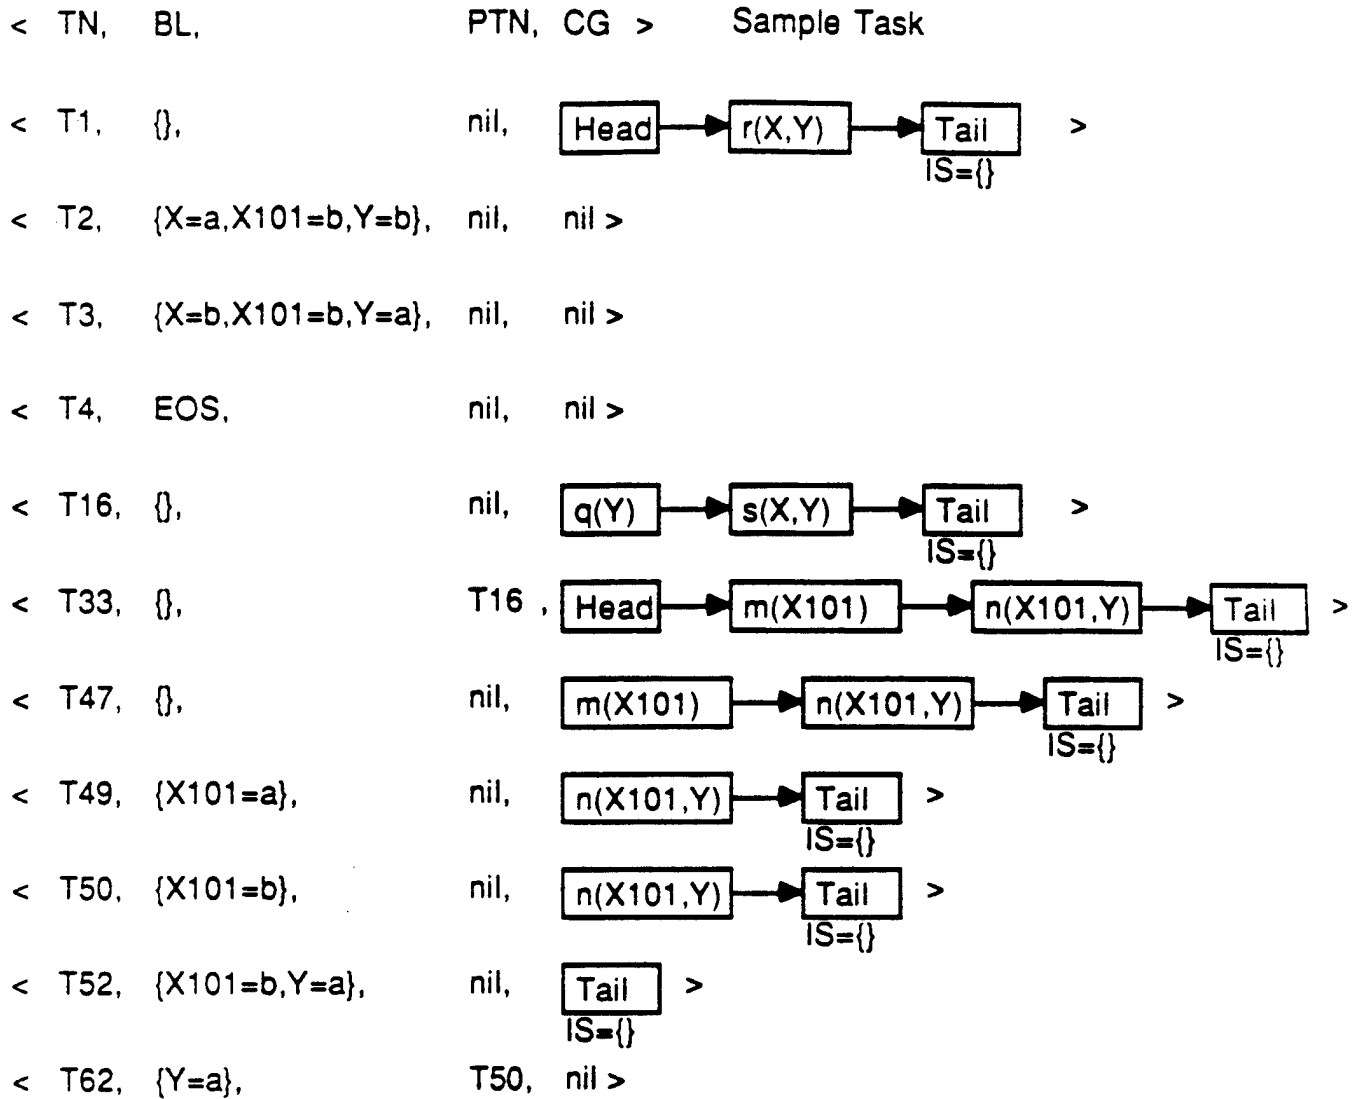 < TN, BL, PTN, CG > Sample Task
< T1, {}, nil, Head r(X,Y) Tail >
IS={}
< T2, {X=a,X101=b,Y=b}, nil, nil >
< T3, {X=b,X101=b,Y=a}, nil, nil >
< T4, EOS, nil, nil >
< T16, {}, nil, q(Y) s(X,Y) Tail >
IS={}
< T33, {}, T16 , Head m(X101) n(X101,Y) Tail >
IS={}
< T47, {}, nil, m(X101) n(X101,Y) Tail >
IS={}
< T49, {X101=a}, nil, n(X101,Y) Tail >
IS={}
< T50, {X101=b}, nil, n(X101,Y) Tail >
IS={}
< T52, {X101=b,Y=a}, nil, Tail >
IS={}
< T62, {Y=a}, T50, nil >